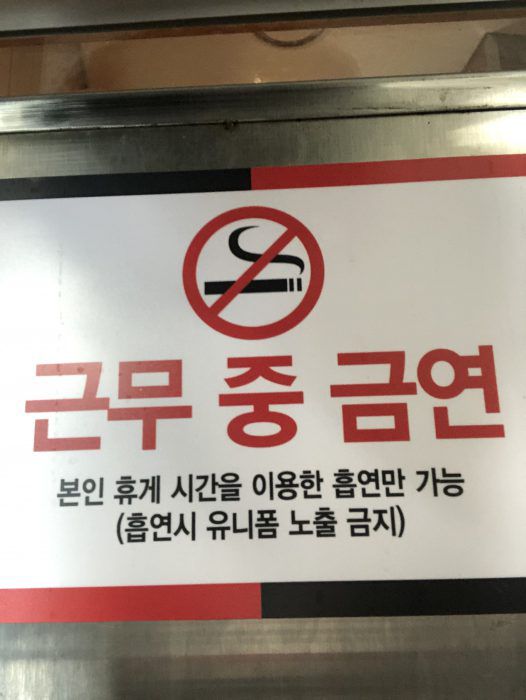 근무 중 금연
본인 휴게 시간을 이용한 흡연만 가능
(흡연시 유니폼 노출 금지)